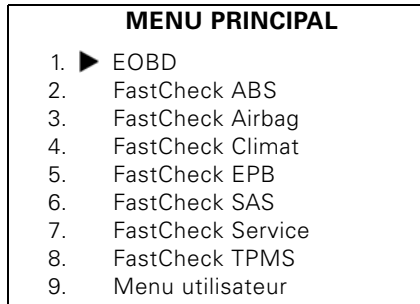 MENU PRINCIPAL
1. ▶ EOBD
2. FastCheck ABS
3. FastCheck Airbag
4. FastCheck Climat
5. FastCheck EPB
6. FastCheck SAS
7. FastCheck Service
8. FastCheck TPMS
9. Menu utilisateur